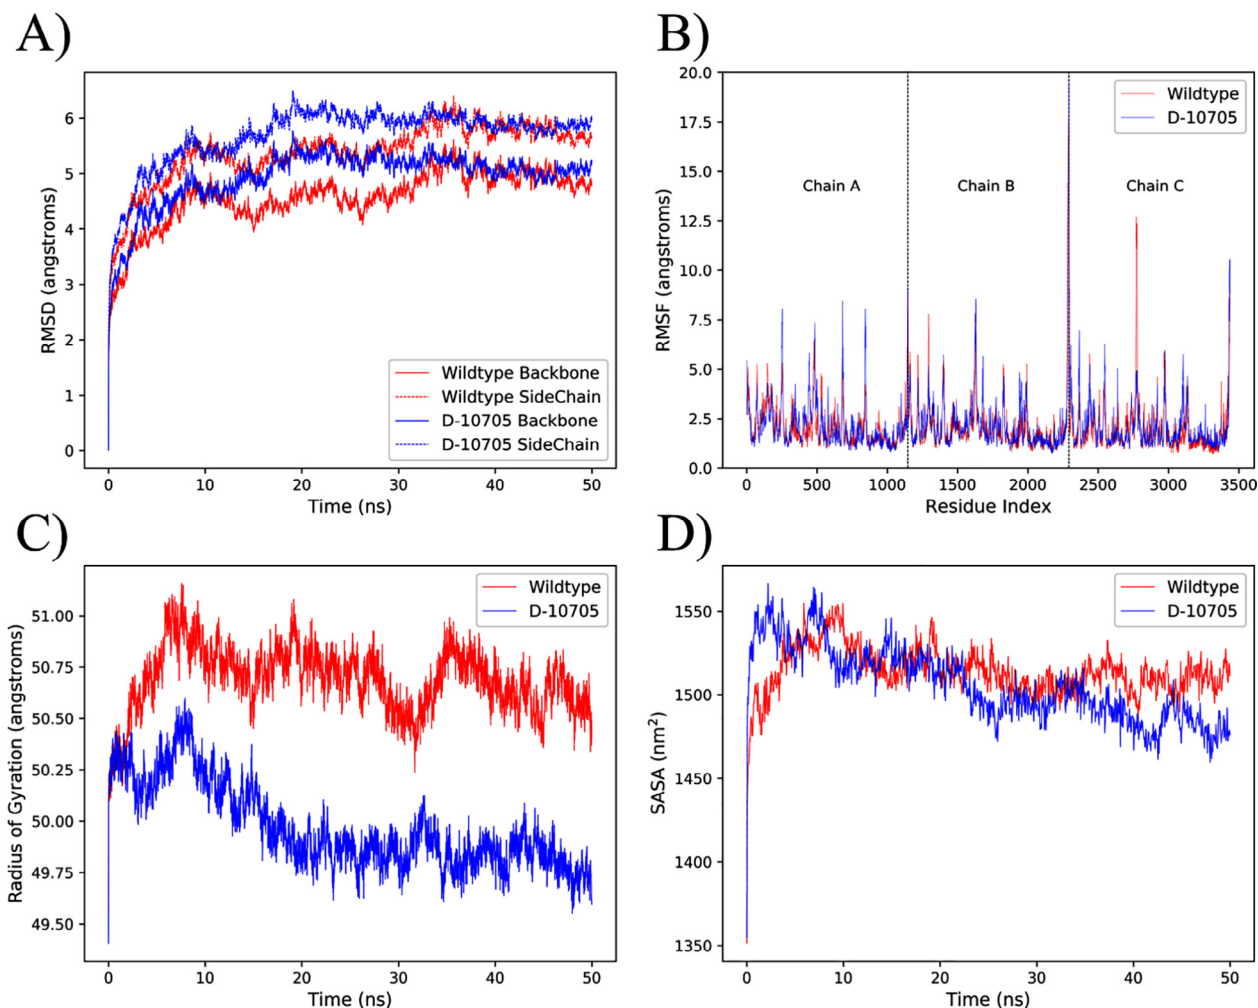 A)
RMSD (angstroms)
6
5
4
3
2
1
0
Wildtype Backbone
Wildtype SideChain
D-10705 Backbone
D-10705 SideChain
0 10 20 30 40 50
Time (ns)
B)
RMSF (angstroms)
20.0
17.5
15.0
12.5
10.0
7.5
5.0
2.5
0.0
Wildtype
D-10705
Chain A Chain B Chain C
0 500 1000 1500 2000 2500 3000 3500
Residue Index
C)
Radius of Gyration (angstroms)
51.00
50.75
50.50
50.25
50.00
49.75
49.50
Wildtype
D-10705
0 10 20 30 40 50
Time (ns)
D)
SASA (nm²)
1550
1500
1450
1400
1350
Wildtype
D-10705
0 10 20 30 40 50
Time (ns)